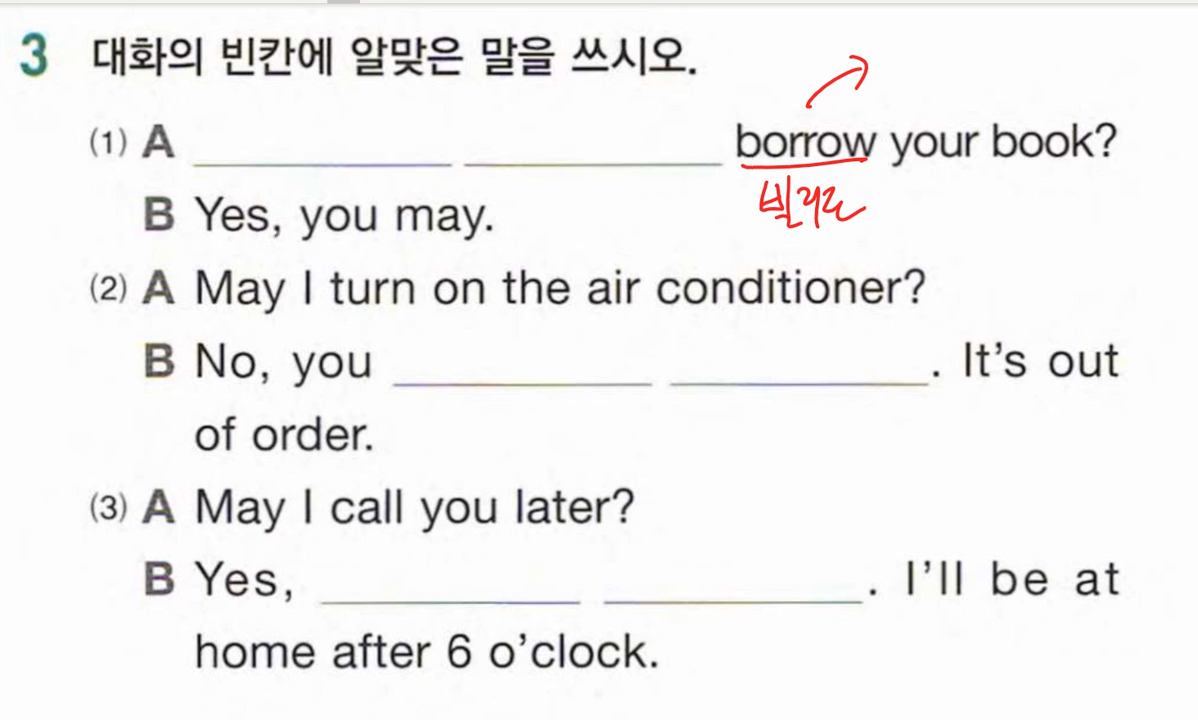 3 대화의 빈칸에 알맞은 말을 쓰시오.
(1) A ________ ________ borrow your book?
빌리다
B Yes, you may.
(2) A May I turn on the air conditioner?
B No, you ________ ________. It's out
of order.
(3) A May I call you later?
B Yes, ________ ________. I'll be at
home after 6 o'clock.